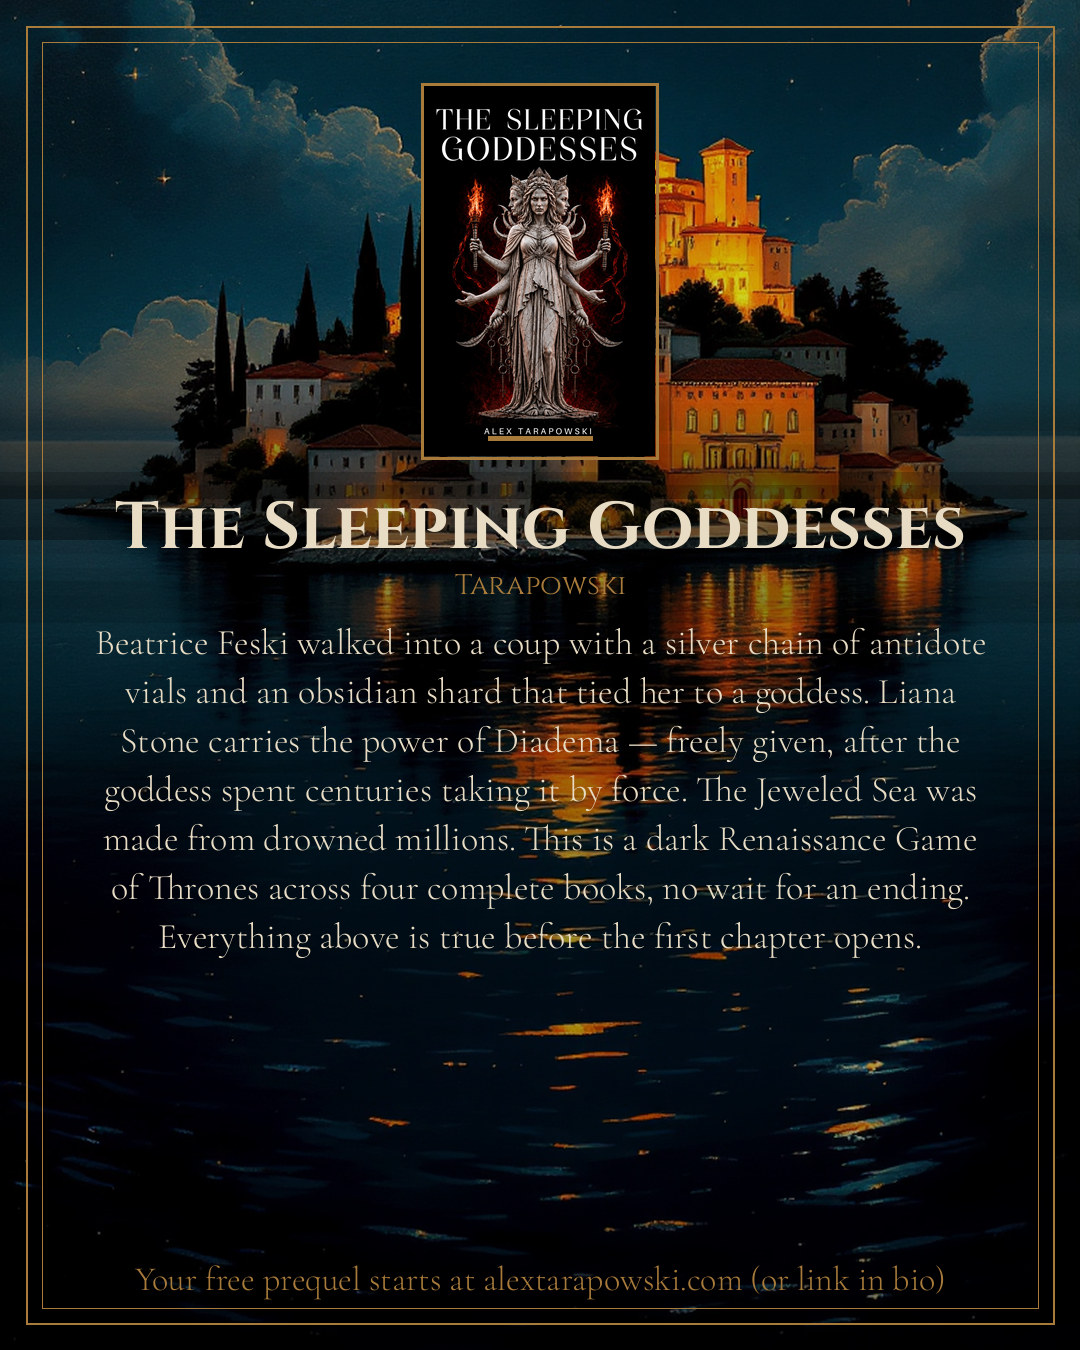 THE SLEEPING
GODDESSES
ALEX TARAPOWSKI
The Sleeping Goddesses
Tarapowski
Beatrice Feski walked into a coup with a silver chain of antidote
vials and an obsidian shard that tied her to a goddess. Liana
Stone carries the power of Diadema — freely given, after the
goddess spent centuries taking it by force. The Jeweled Sea was
made from drowned millions. This is a dark Renaissance Game
of Thrones across four complete books, no wait for an ending.
Everything above is true before the first chapter opens.
Your free prequel starts at alextarapowski.com (or link in bio)